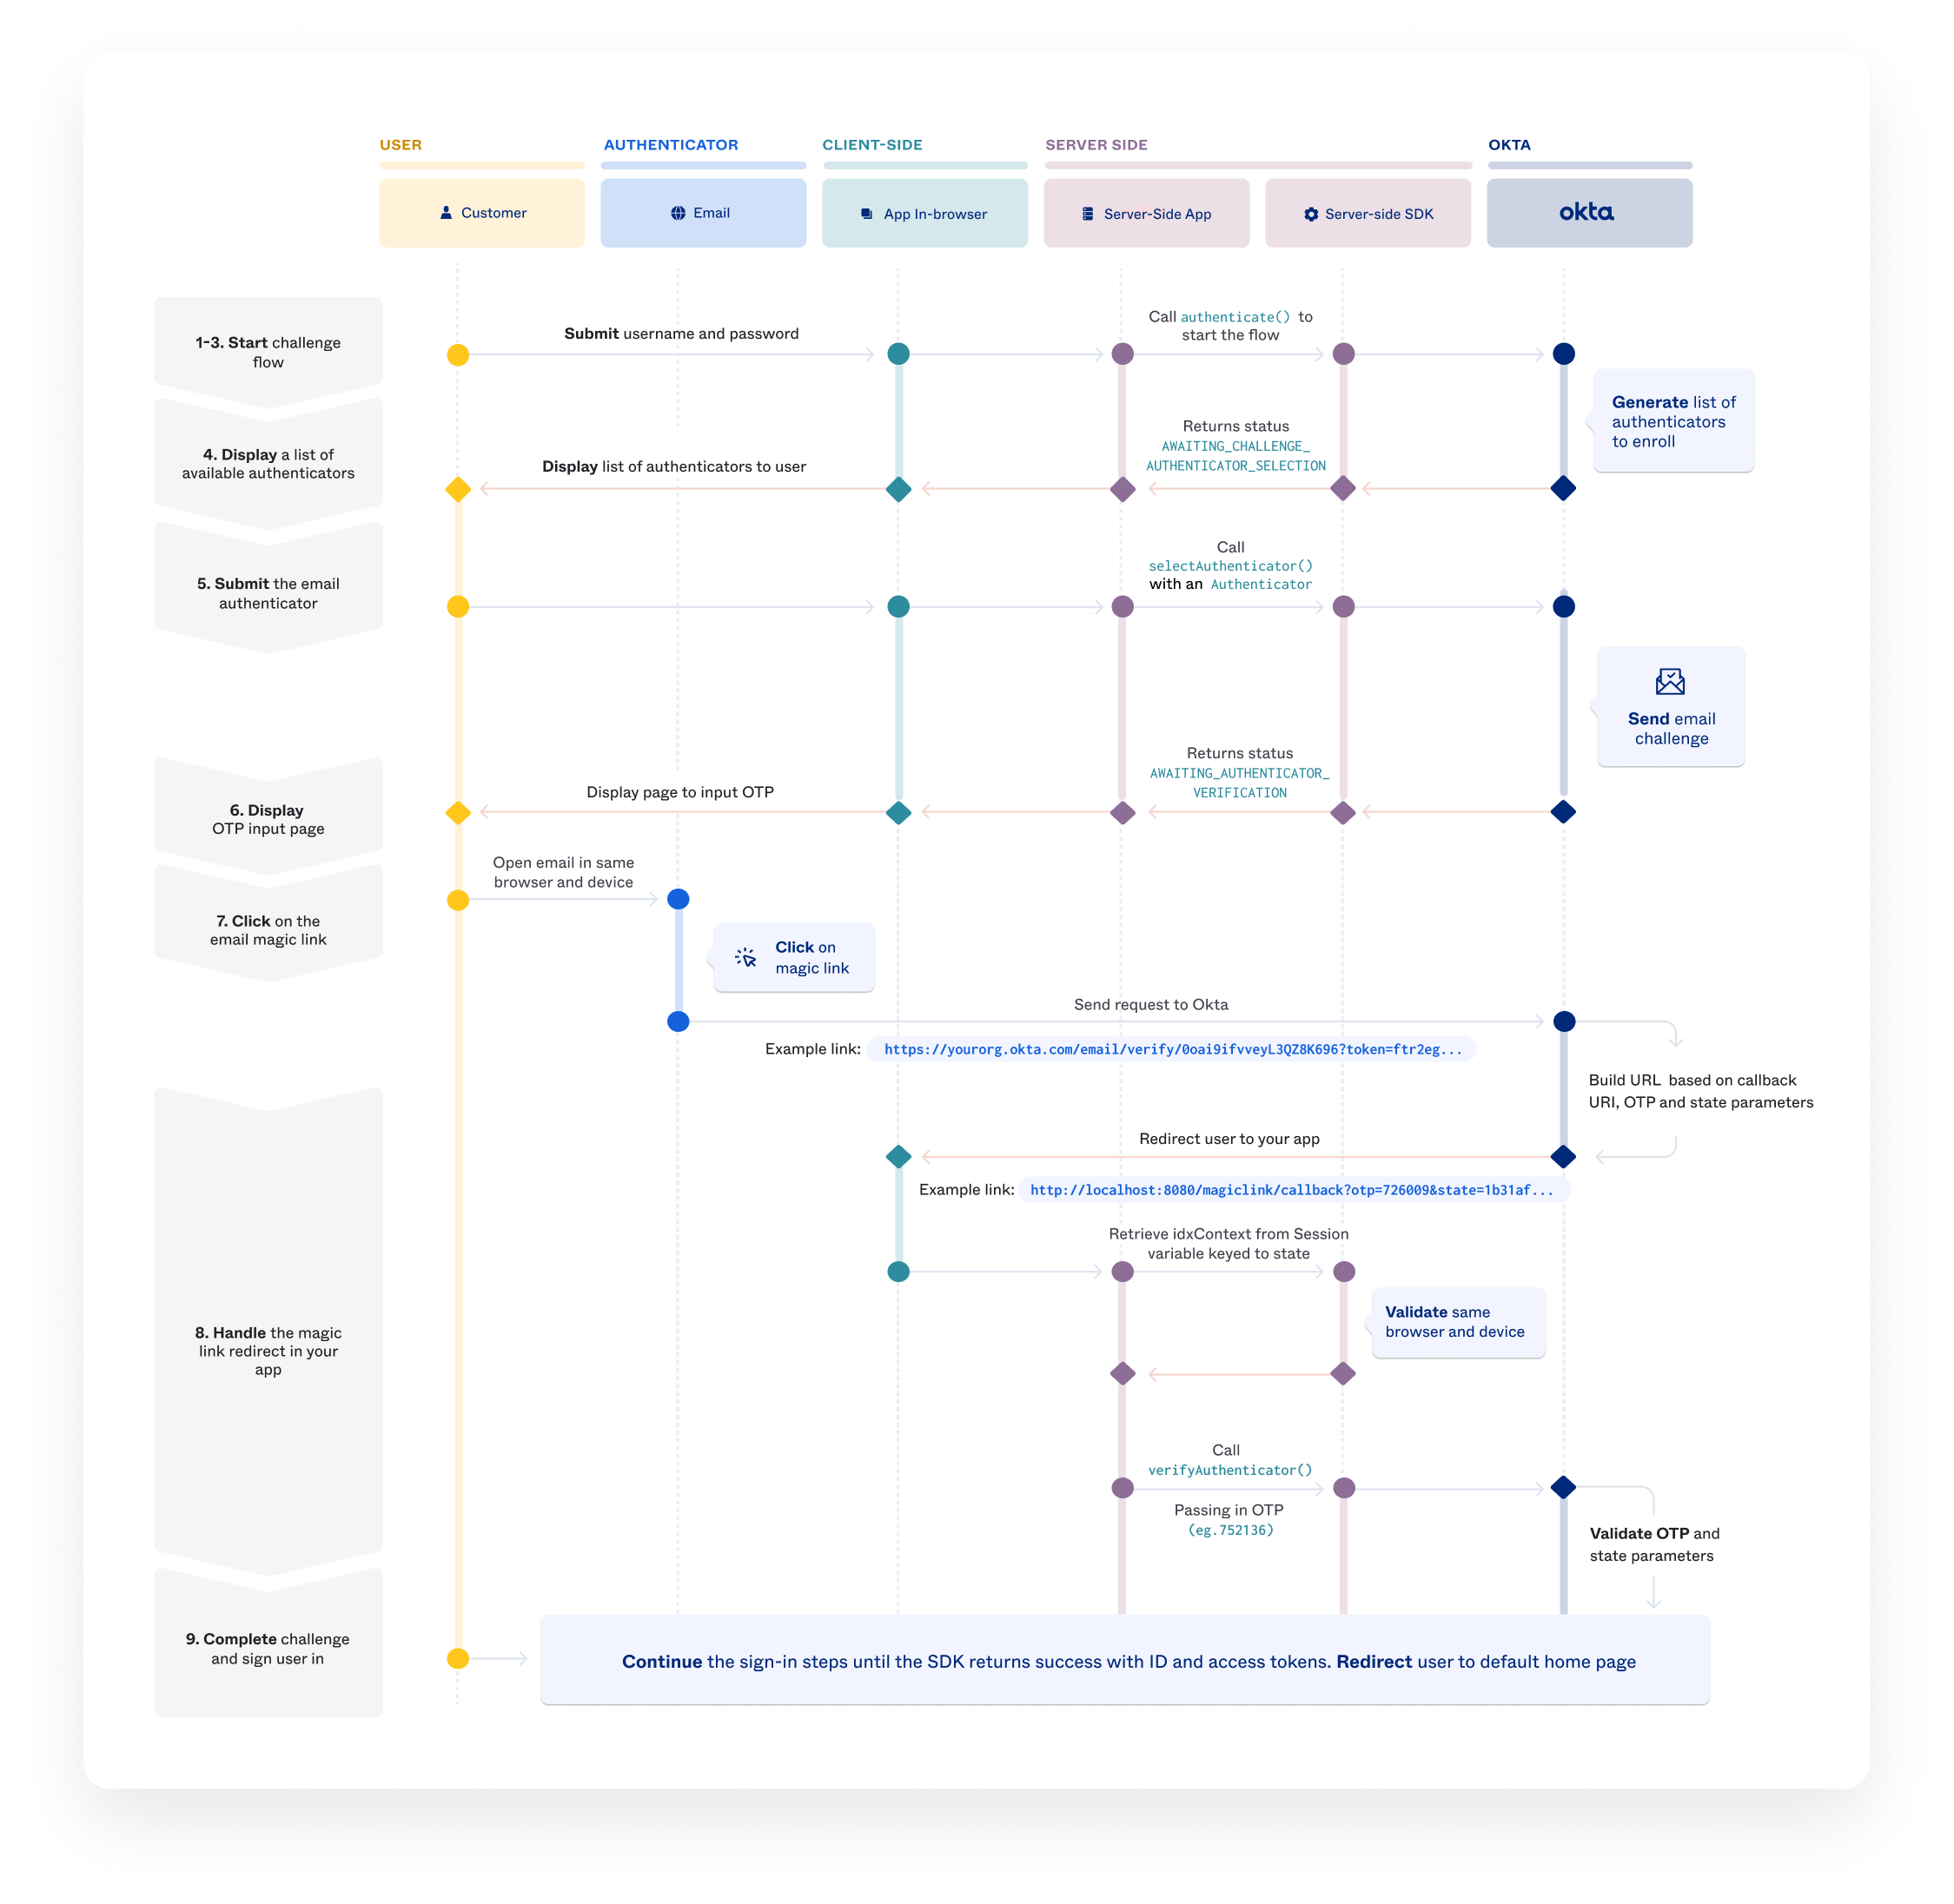 USER
AUTHENTICATOR
CLIENT-SIDE
SERVER SIDE
OKTA
Customer
Email
App In-browser
Server-Side App
Server-side SDK
okta
1-3. Start challenge
flow
Submit username and password
Call authenticate() to
start the flow
Generate list of
authenticators
to enroll
4. Display a list of
available authenticators
Display list of authenticators to user
Returns status
AWAITING_CHALLENGE_
AUTHENTICATOR_SELECTION
5. Submit the email
authenticator
Call
selectAuthenticator()
with an Authenticator
Send email
challenge
6. Display
OTP input page
Display page to input OTP
Returns status
AWAITING_AUTHENTICATOR_
VERIFICATION
7. Click on the
email magic link
Open email in same
browser and device
Click on
magic link
Send request to Okta
Example link: https://yourorg.okta.com/email/verify/0oai9ifvveyL3QZ8K696?token=ftr2eg...
Build URL based on callback
URI, OTP and state parameters
8. Handle the magic
link redirect in your
app
Redirect user to your app
Example link: http://localhost:8080/magiclink/callback?otp=726009&state=1b31af...
Retrieve idxContext from Session
variable keyed to state
Validate same
browser and device
Call
verifyAuthenticator()
Passing in OTP
(eg.752136)
Validate OTP and
state parameters
9. Complete challenge
and sign user in
Continue the sign-in steps until the SDK returns success with ID and access tokens. Redirect user to default home page